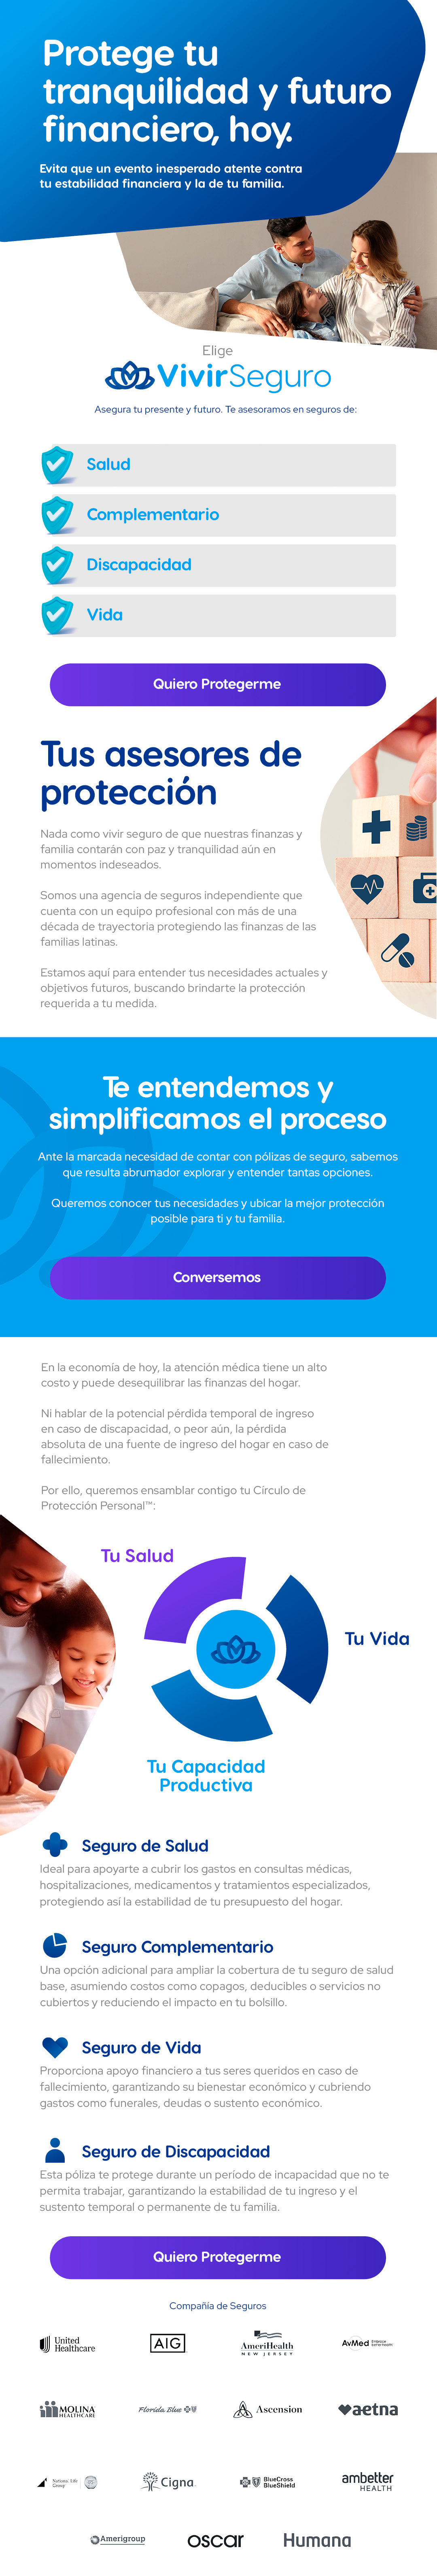 Protege tu
tranquilidad y futuro
financiero, hoy.
Evita que un evento inesperado atente contra
tu estabilidad financiera y la de tu familia.
Elige
VivirSeguro
Asegura tu presente y futuro. Te asesoramos en seguros de:
Salud
Complementario
Discapacidad
Vida
Quiero Protegerme
Tus asesores de
protección
Nada como vivir seguro de que nuestras finanzas y
familia contarán con paz y tranquilidad aún en
momentos indeseados.
Somos una agencia de seguros independiente que
cuenta con un equipo profesional con más de una
década de trayectoria protegiendo las finanzas de las
familias latinas.
Estamos aquí para entender tus necesidades actuales y
objetivos futuros, buscando brindarte la protección
requerida a tu medida.
Te entendemos y
simplificamos el proceso
Ante la marcada necesidad de contar con pólizas de seguro, sabemos
que resulta abrumador explorar y entender tantas opciones.
Queremos conocer tus necesidades y ubicar la mejor protección
posible para ti y tu familia.
Conversemos
En la economía de hoy, la atención médica tiene un alto
costo y puede desequilibrar las finanzas del hogar.
Ni hablar de la potencial pérdida temporal de ingreso
en caso de discapacidad, o peor aún, la pérdida
absoluta de una fuente de ingreso del hogar en caso de
fallecimiento.
Por ello, queremos ensamblar contigo tu Círculo de
Protección Personal™:
Tu Salud
Tu Vida
Tu Capacidad
Productiva
Seguro de Salud
Ideal para apoyarte a cubrir los gastos en consultas médicas,
hospitalizaciones, medicamentos y tratamientos especializados,
protegiendo así la estabilidad de tu presupuesto del hogar.
Seguro Complementario
Una opción adicional para ampliar la cobertura de tu seguro de salud
base, asumiendo costos como copagos, deducibles o servicios no
cubiertos y reduciendo el impacto en tu bolsillo.
Seguro de Vida
Proporciona apoyo financiero a tus seres queridos en caso de
fallecimiento, garantizando su bienestar económico y cubriendo
gastos como funerales, deudas o sustento económico.
Seguro de Discapacidad
Esta póliza te protege durante un período de incapacidad que no te
permita trabajar, garantizando la estabilidad de tu ingreso y el
sustento temporal o permanente de tu familia.
Quiero Protegerme
Compañía de Seguros
United
Healthcare
AIG
AmeriHealth
NEW JERSEY
AvMed
MOLINA
HEALTHCARE
Florida Blue
Ascension
aetna
National Life
Group
Cigna
BlueCross
BlueShield
ambetter
HEALTH
Amerigroup
oscar
Humana